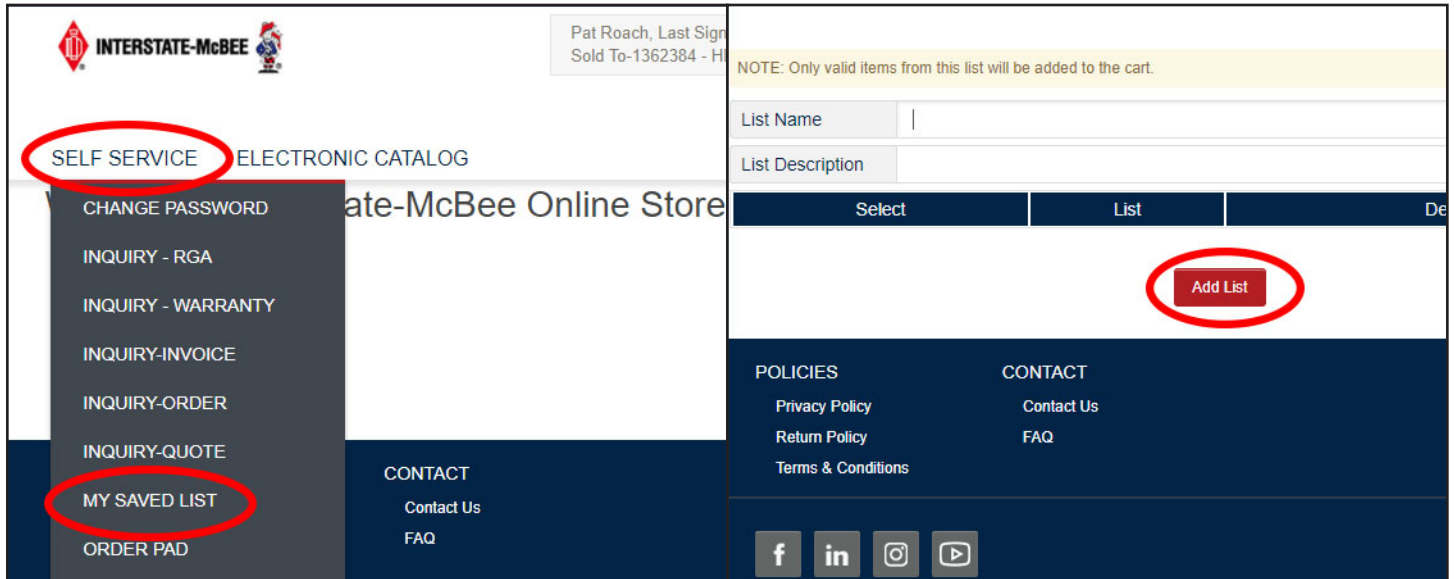 INTERSTATE-McBEE
Pat Roach, Last Sign
Sold To-1362384 - H
SELF SERVICE
ELECTRONIC CATALOG
ate-McBee Online Store
CHANGE PASSWORD
INQUIRY - RGA
INQUIRY - WARRANTY
INQUIRY-INVOICE
INQUIRY-ORDER
INQUIRY-QUOTE
MY SAVED LIST
ORDER PAD
CONTACT
Contact Us
FAQ
NOTE: Only valid items from this list will be added to the cart.
List Name
List Description
Select List De
Add List
POLICIES
Privacy Policy
Return Policy
Terms & Conditions
CONTACT
Contact Us
FAQ
f in